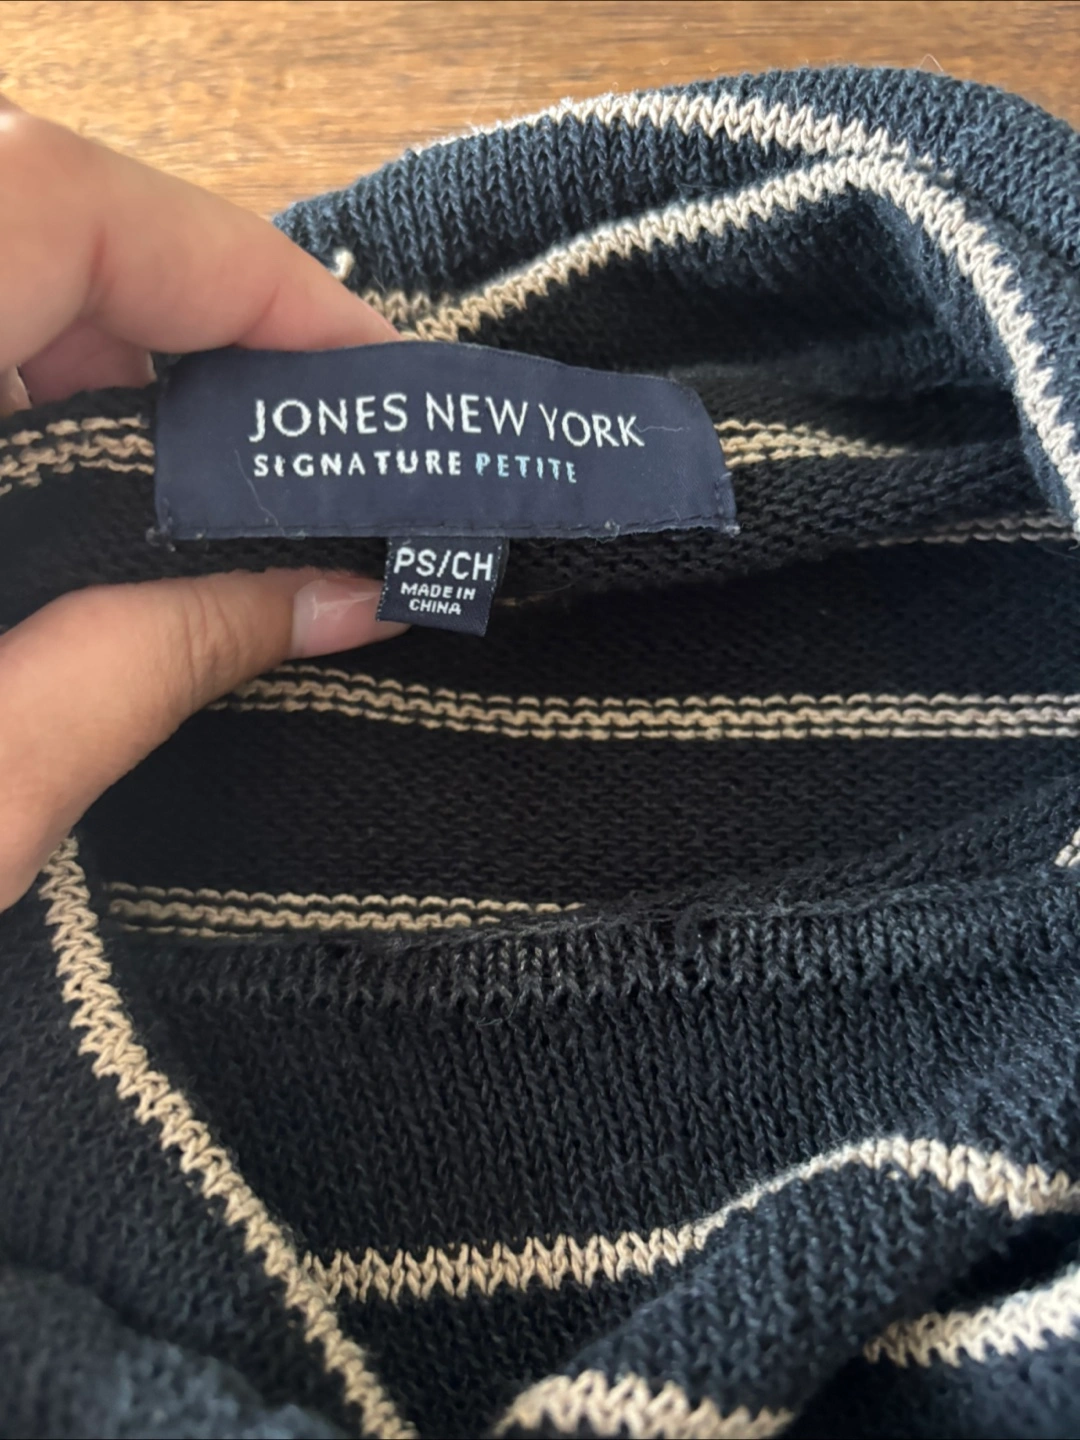 JONES NEW YORK
SIGNATURE PETITE
PS/CH
MADE IN
CHINA